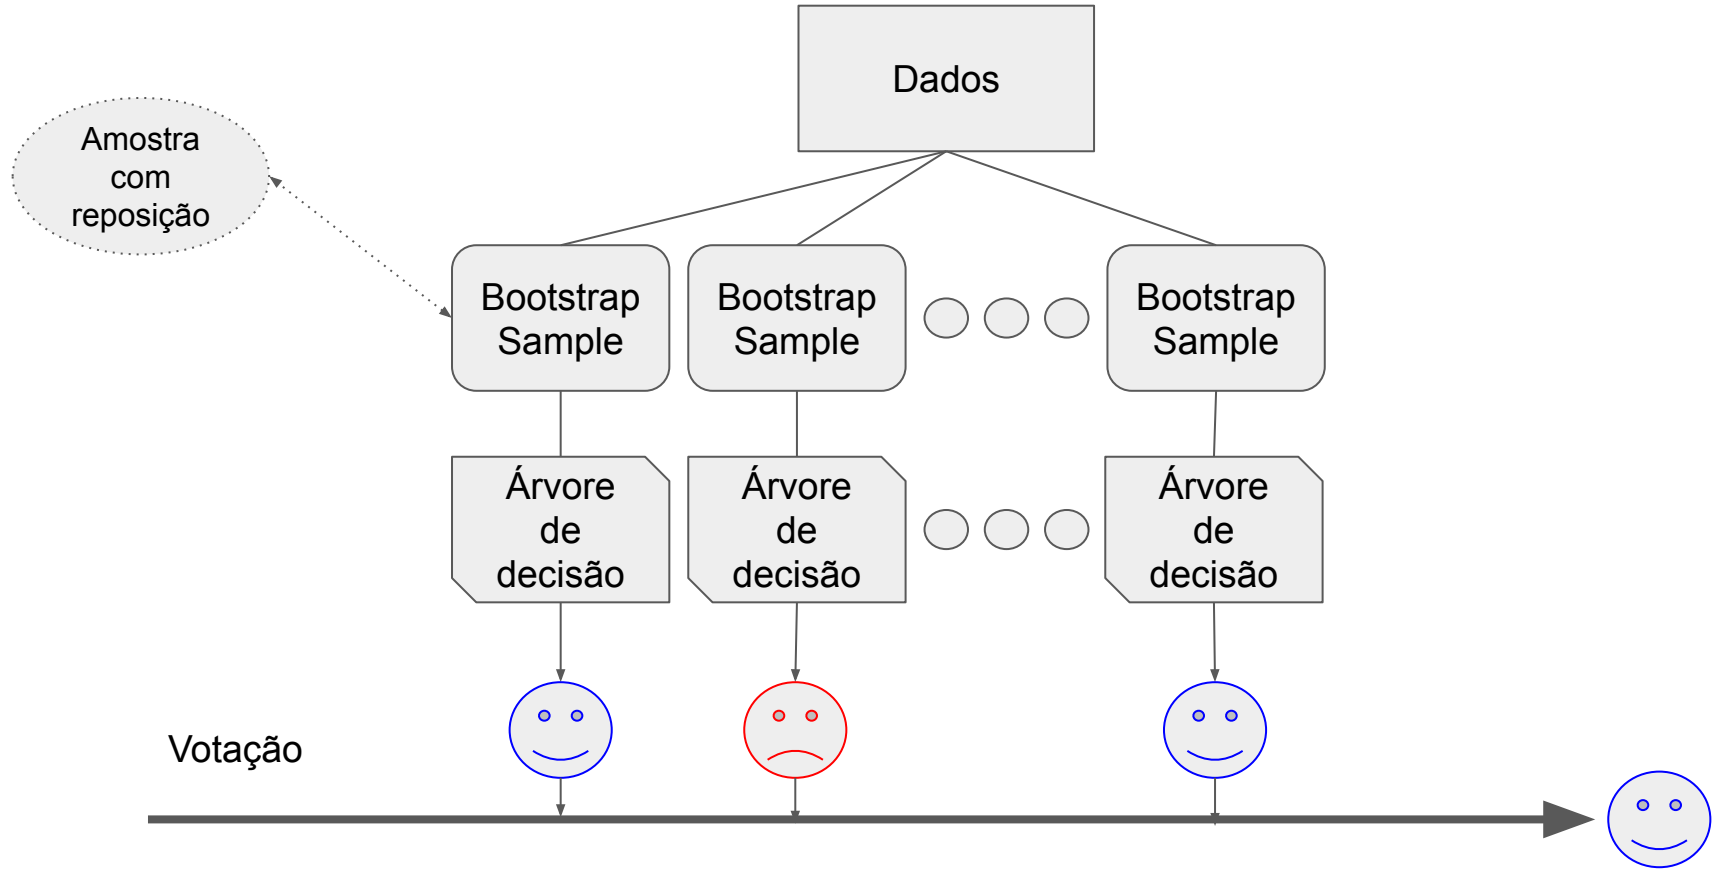 Dados
Amostra
com
reposição
Bootstrap
Sample
Bootstrap
Sample
Bootstrap
Sample
Árvore
de
decisão
Árvore
de
decisão
Árvore
de
decisão
Votação